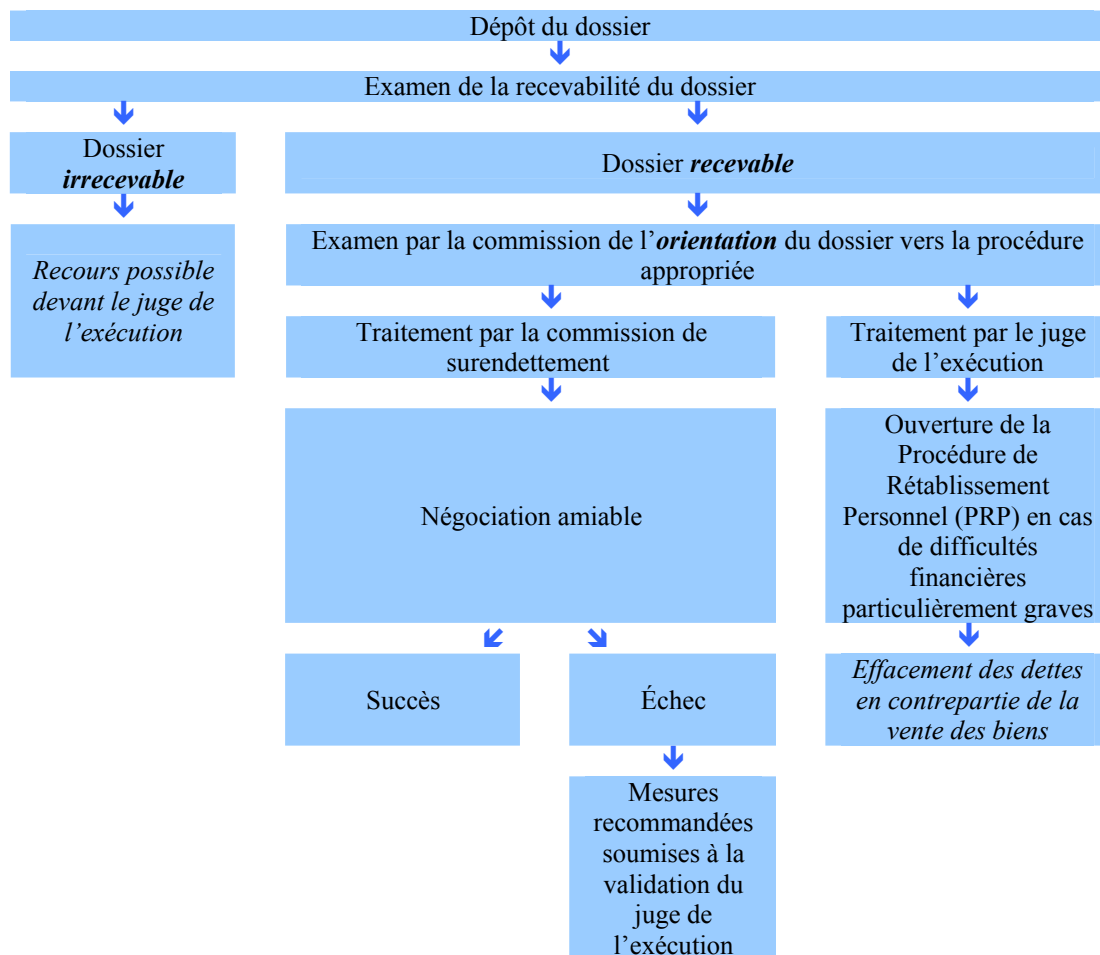 Dépôt du dossier
Examen de la recevabilité du dossier
Dossier
irrecevable
Dossier recevable
Recours possible
devant le juge de
l’exécution
Examen par la commission de l’orientation du dossier vers la procédure
appropriée
Traitement par la commission de
surendettement
Traitement par le juge
de l’exécution
Négociation amiable
Ouverture de la
Procédure de
Rétablissement
Personnel (PRP) en cas
de difficultés
financières
particulièrement graves
Succès
Échec
Effacement des dettes
en contrepartie de la
vente des biens
Mesures
recommandées
soumises à la
validation du
juge de
l’exécution